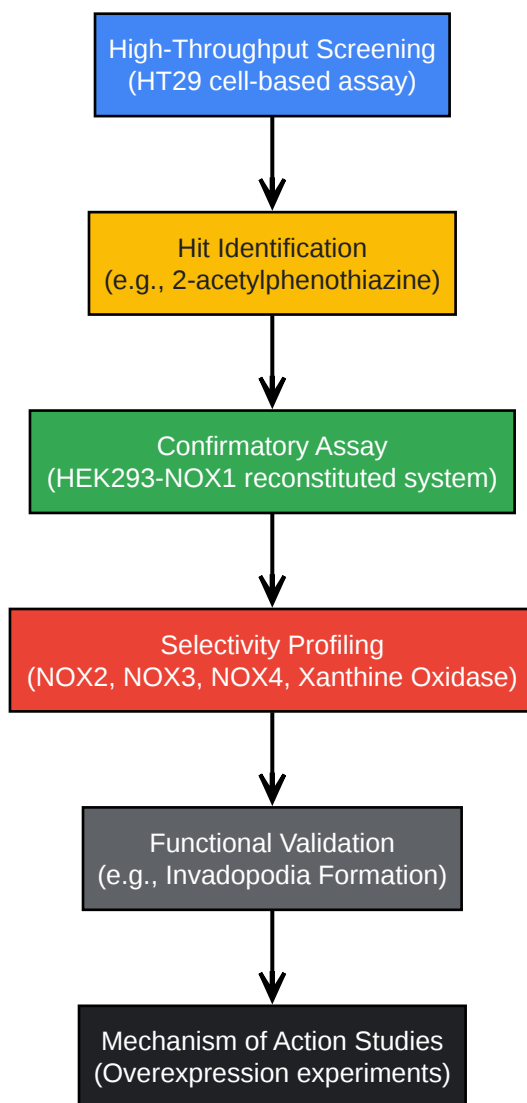 High-Throughput Screening
(HT29 cell-based assay)
Hit Identification
(e.g., 2-acetylphenothiazine)
Confirmatory Assay
(HEK293-NOX1 reconstituted system)
Selectivity Profiling
(NOX2, NOX3, NOX4, Xanthine Oxidase)
Functional Validation
(e.g., Invadopodia Formation)
Mechanism of Action Studies
(Overexpression experiments)